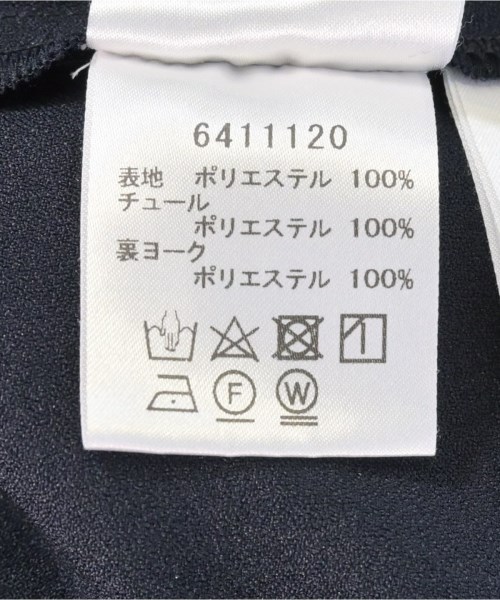 6411120
表地 ポリエステル 100%
チュール
ポリエステル 100%
裏ヨーク
ポリエステル 100%
F W